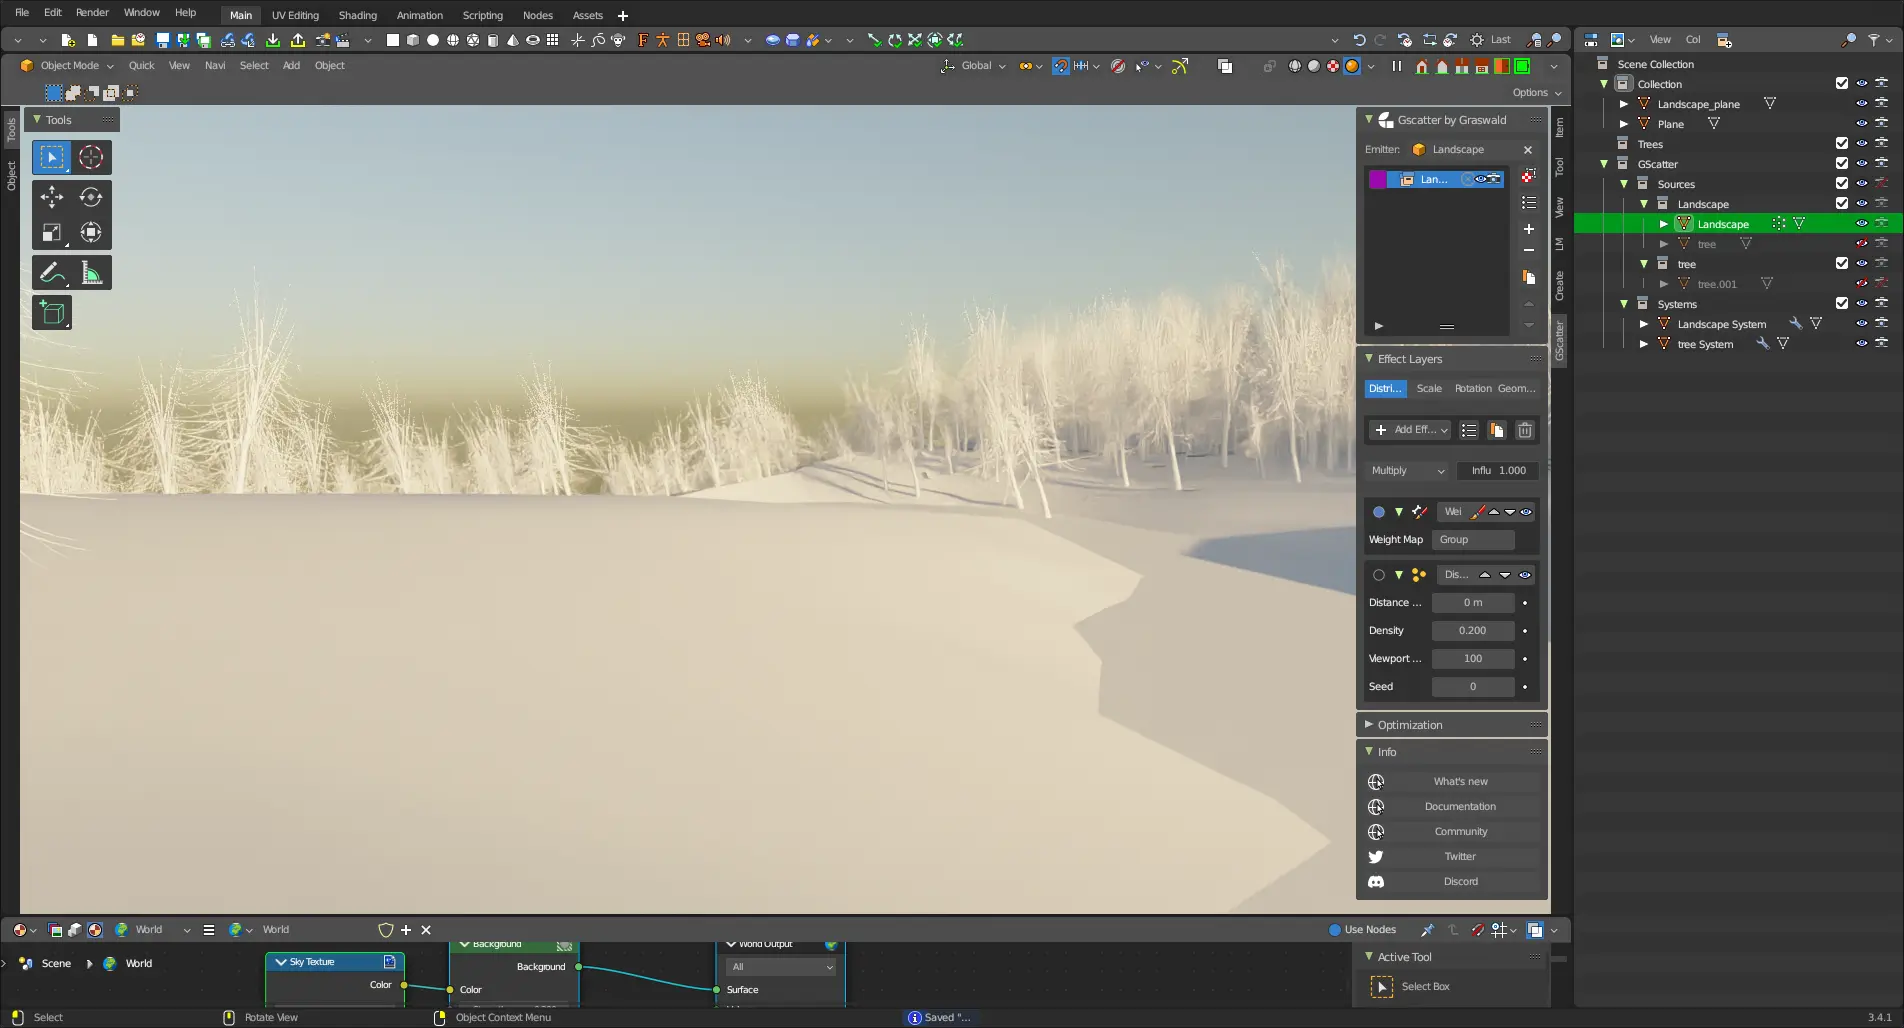 File Edit Render Window Help Main UV Editing Shading Animation Scripting Nodes Assets
Last View Col
Object Mode Quick View Navi Select Add Object Global
Options
Tools
Tools
Object
Gscatter by Graswald
Emitter: Landscape
Lan...
Effect Layers
Distri... Scale Rotation Geom...
Add Eff...
Multiply Influ 1.000
Wei
Weight Map Group
Dis...
Distance ... 0 m
Density 0.200
Viewport ... 100
Seed 0
Optimization
Info
What's new
Documentation
Community
Twitter
Discord
Item
Tool
View
LM
Create
GScatter
Scene Collection
Collection
Landscape_plane
Plane
Trees
GScatter
Sources
Landscape
Landscape
tree
tree
tree.001
Systems
Landscape System
tree System
World World Use Nodes
Scene World
Sky Texture
Color
Background
Background
Color
World Output
All
Surface
Active Tool
Select Box
Select Rotate View Object Context Menu Saved "... 3.4.1